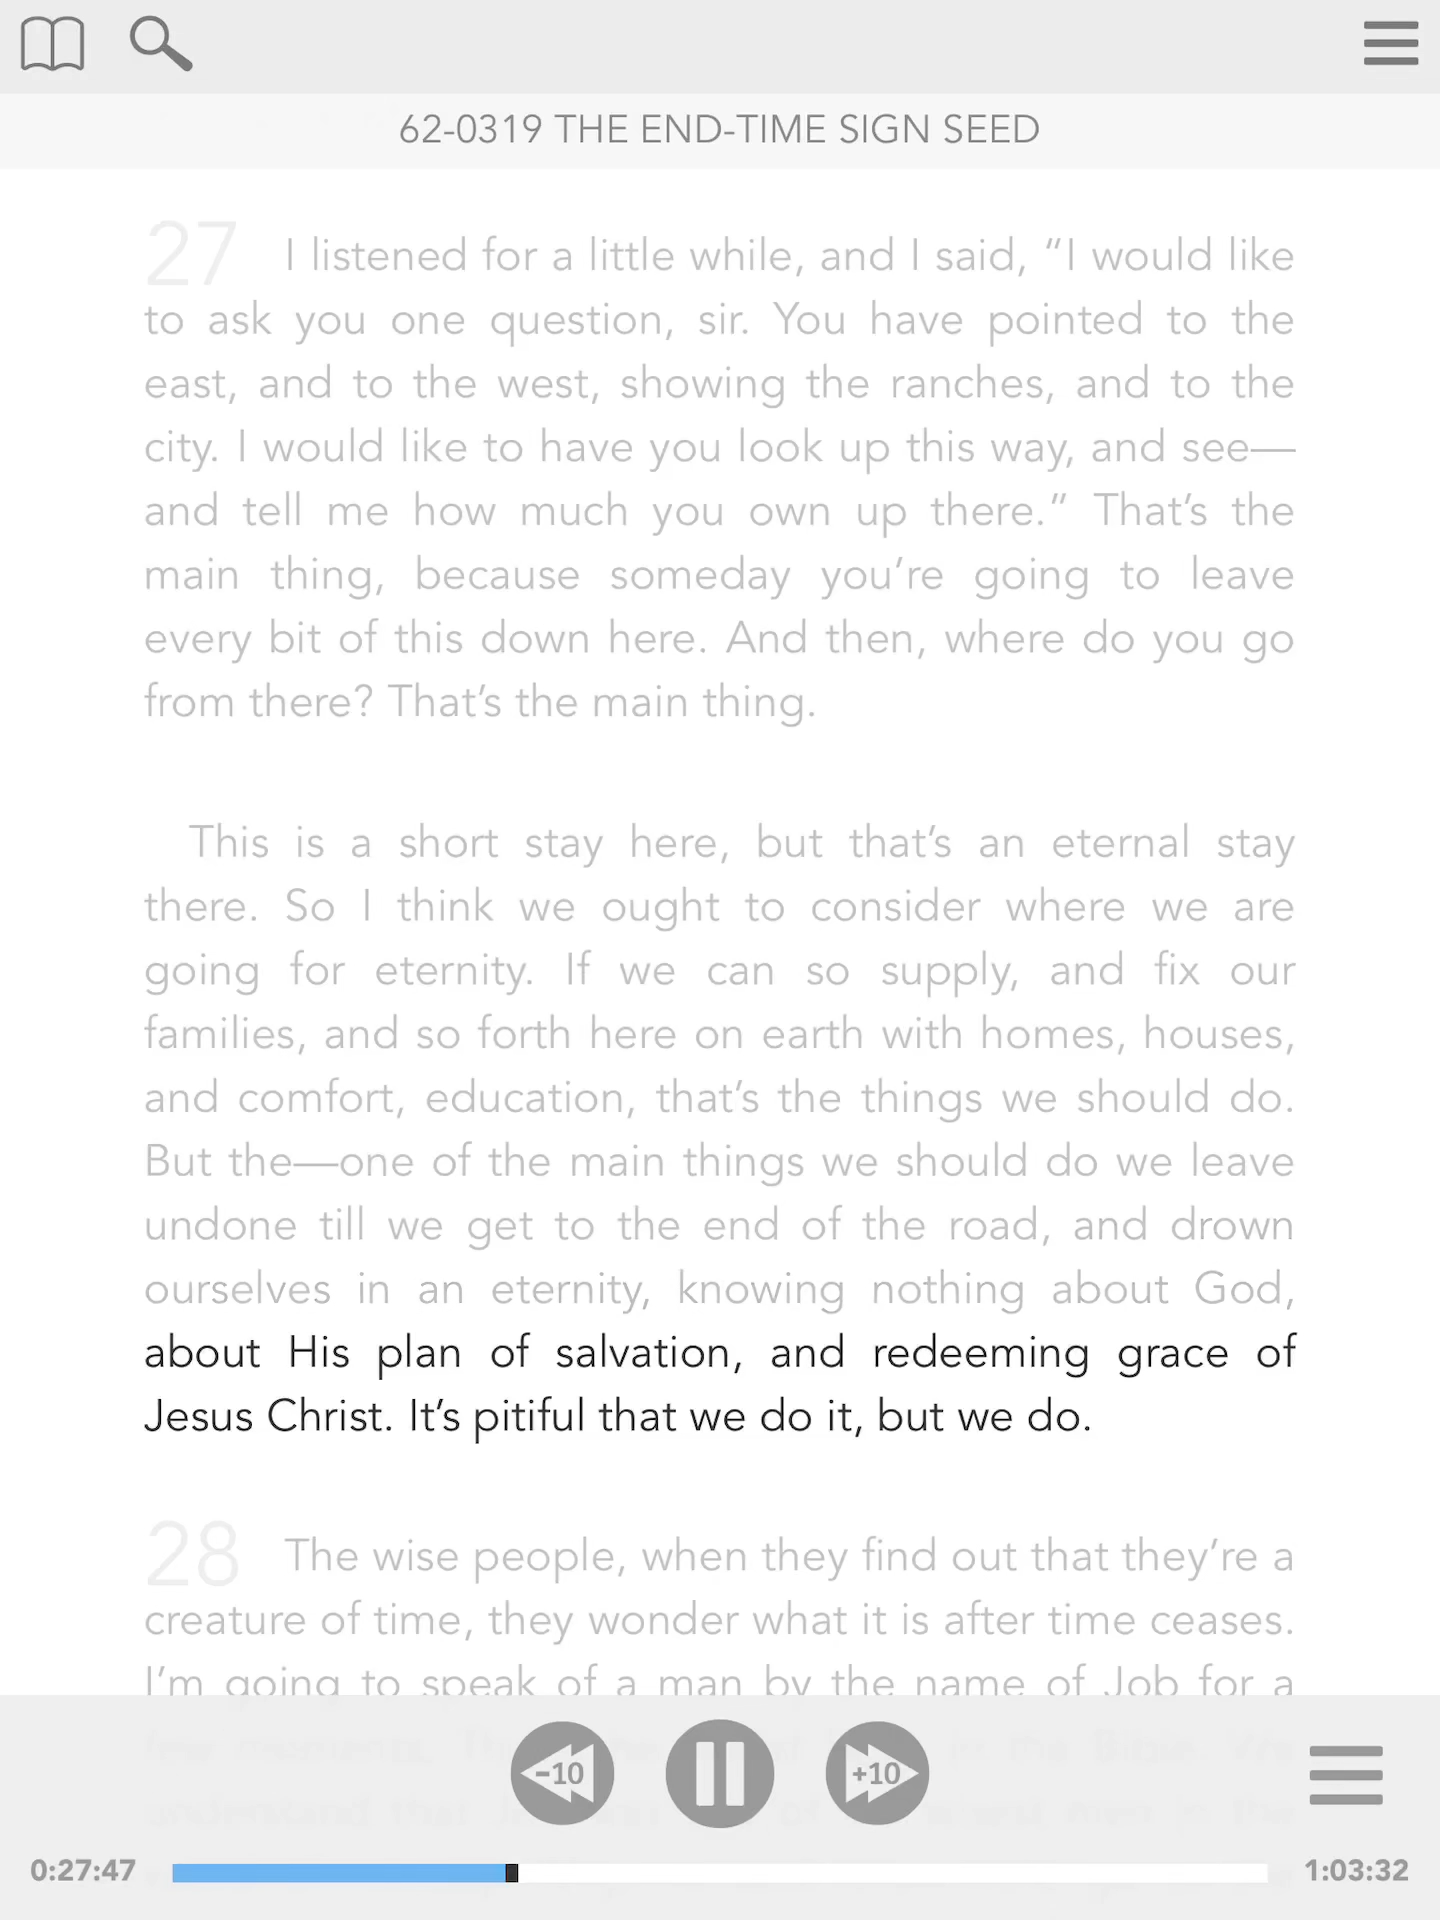 62-0319 THE END-TIME SIGN SEED
27 I listened for a little while, and I said, “I would like
to ask you one question, sir. You have pointed to the
east, and to the west, showing the ranches, and to the
city. I would like to have you look up this way, and see—
and tell me how much you own up there.” That’s the
main thing, because someday you’re going to leave
every bit of this down here. And then, where do you go
from there? That’s the main thing.
This is a short stay here, but that’s an eternal stay
there. So I think we ought to consider where we are
going for eternity. If we can so supply, and fix our
families, and so forth here on earth with homes, houses,
and comfort, education, that’s the things we should do.
But the—one of the main things we should do we leave
undone till we get to the end of the road, and drown
ourselves in an eternity, knowing nothing about God,
about His plan of salvation, and redeeming grace of
Jesus Christ. It’s pitiful that we do it, but we do.
28 The wise people, when they find out that they’re a
creature of time, they wonder what it is after time ceases.
I’m going to speak of a man by the name of Job for a
few moments. in the Bible. We
understand that of the
-10 +10
0:27:47 1:03:32